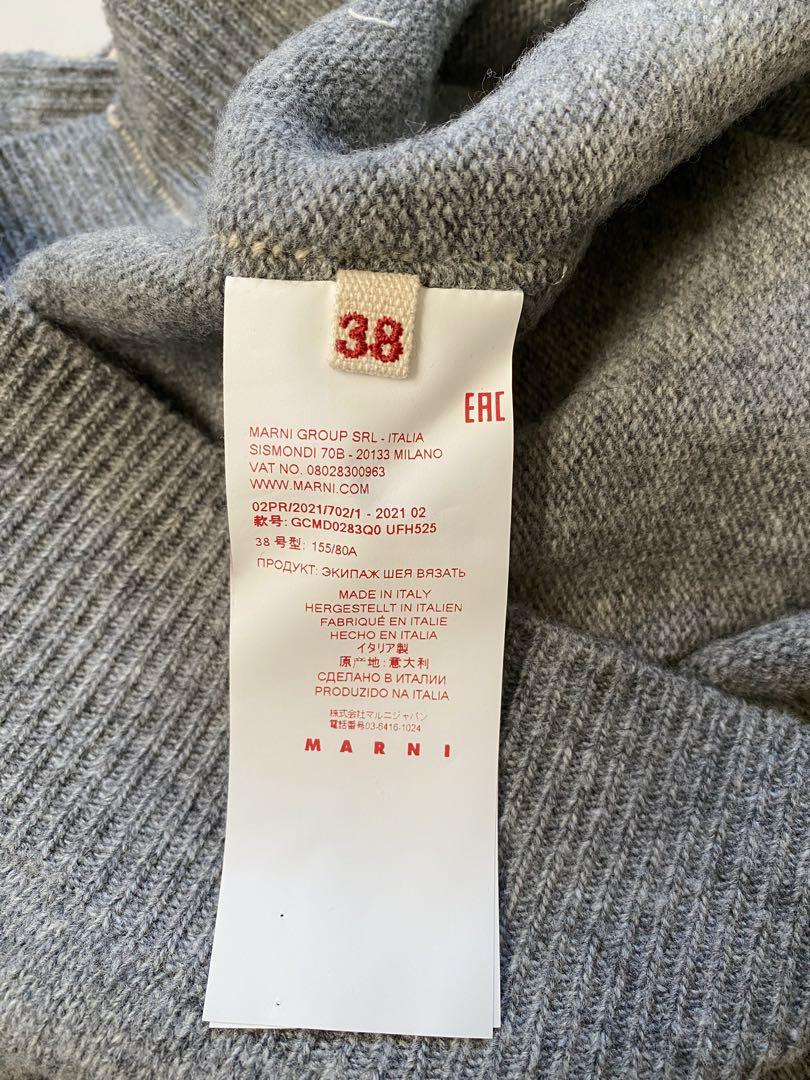 38
EAC
MARNI GROUP SRL - ITALIA
SISMONDI 70B - 20133 MILANO
VAT NO. 08028300963
WWW.MARNI.COM
02PR/2021/702/1 - 2021 02
款号: GCMD0283Q0 UFH525
38 号型: 155/80A
ПРОДУКТ: ЭКИПАЖ ШЕЯ ВЯЗАТЬ
MADE IN ITALY
HERGESTELLT IN ITALIEN
FABRIQUÉ EN ITALIE
HECHO EN ITALIA
イタリア製
原产地: 意大利
СДЕЛАНО В ИТАЛИИ
PRODUZIDO NA ITALIA
株式会社マルニジャパン
電話番号03-6416-1024
MARNI